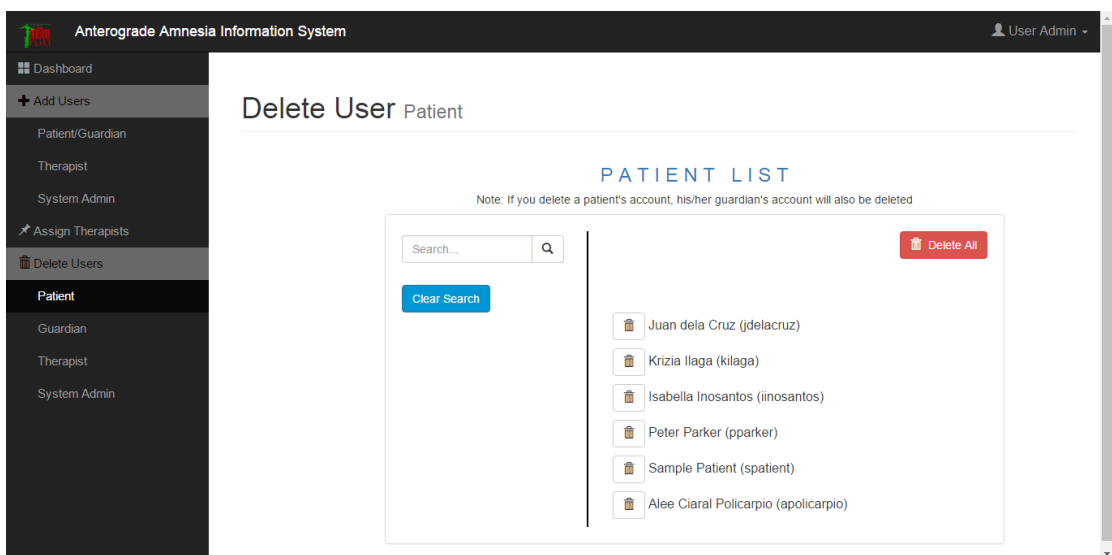 Anterograde Amnesia Information System
User Admin
Dashboard
Add Users
Patient/Guardian
Therapist
System Admin
Assign Therapists
Delete Users
Patient
Guardian
Therapist
System Admin
Delete User Patient
PATIENT LIST
Note: If you delete a patient's account, his/her guardian's account will also be deleted
Search...
Clear Search
Delete All
Juan dela Cruz (jdelacruz)
Krizia Ilaga (kilaga)
Isabella Inosantos (iinosantos)
Peter Parker (pparker)
Sample Patient (spatient)
Alee Ciaral Policarpio (apolicarpio)